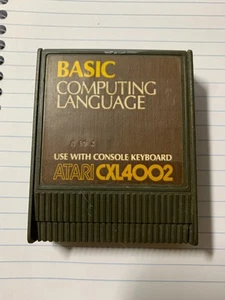 BASIC
COMPUTING
LANGUAGE
USE WITH CONSOLE KEYBOARD
ATARI CXL4002